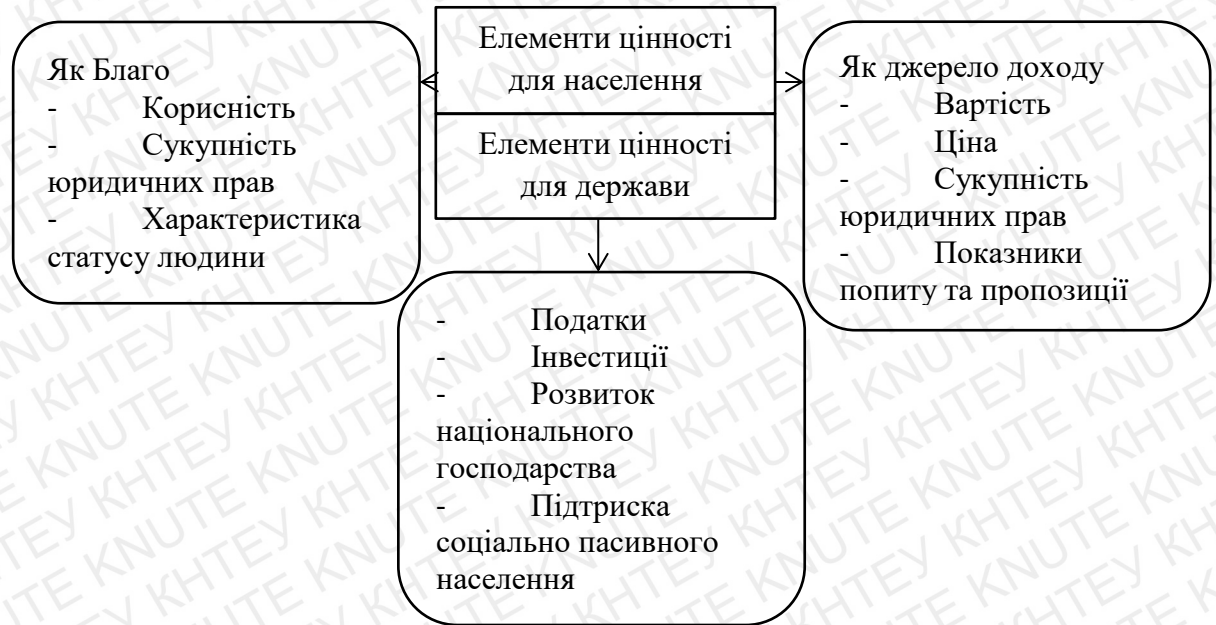 Елементи цінності
для населення
Елементи цінності
для держави
Як Благо
- Корисність
- Сукупність
юридичних прав
- Характеристика
статусу людини
Як джерело доходу
- Вартість
- Ціна
- Сукупність
юридичних прав
- Показники
попиту та пропозиції
- Податки
- Інвестиції
- Розвиток
національного
господарства
- Підтриска
соціально пасивного
населення